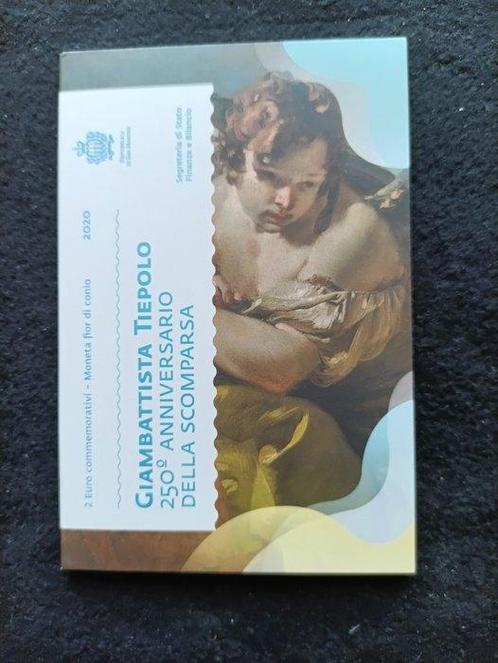 Repubblica
di San Marino
Segreteria di Stato
Finanze e Bilancio
2 Euro commemorativi – Moneta fior di conio
2020
GIAMBATTISTA TIEPOLO
250º ANNIVERSARIO
DELLA SCOMPARSA